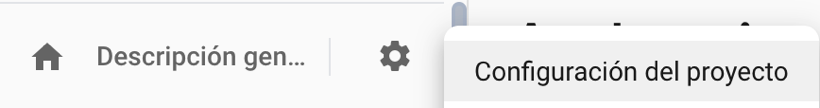 Descripción gen...
Configuración del proyecto